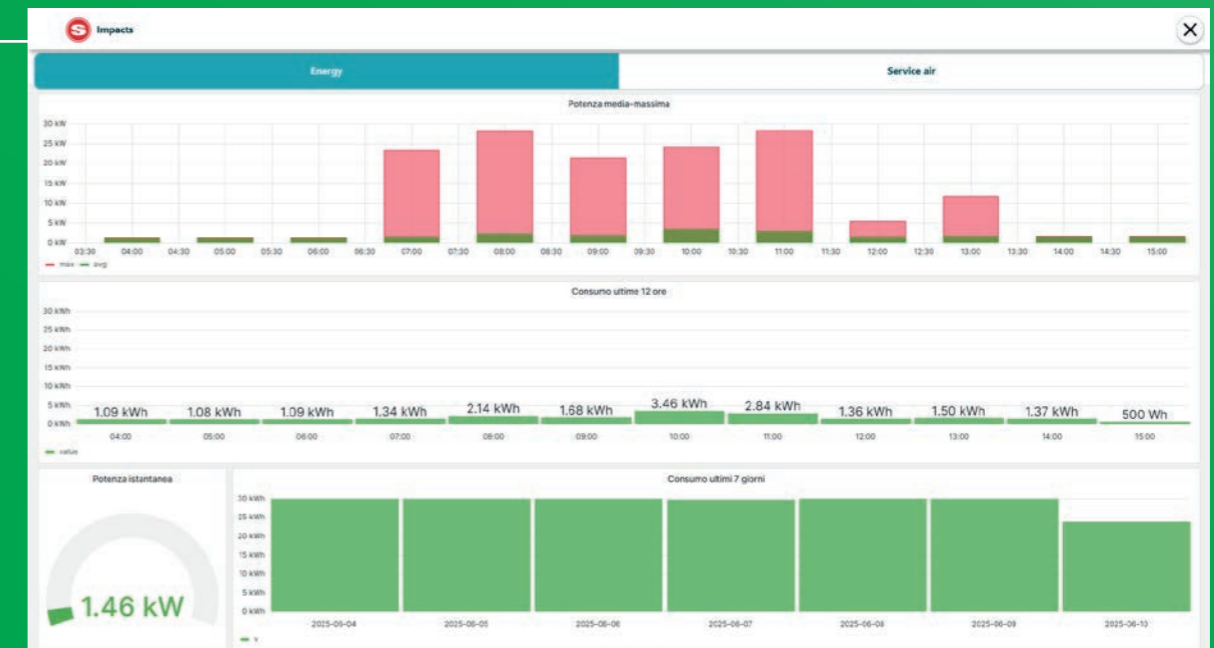 S Impacts
Energy Service air
Potenza media-massima
30 kW
25 kW
20 kW
15 kW
10 kW
5 kW
0 kW
03:30 04:00 04:30 05:00 05:30 06:00 06:30 07:00 07:30 08:00 08:30 09:00 09:30 10:00 10:30 11:00 11:30 12:00 12:30 13:00 13:30 14:00 14:30 15:00
max avg
Consumo ultime 12 ore
30 kWh
25 kWh
20 kWh
15 kWh
10 kWh
5 kWh
0 kWh
1.09 kWh 1.08 kWh 1.09 kWh 1.34 kWh 2.14 kWh 1.68 kWh 3.46 kWh 2.84 kWh 1.36 kWh 1.50 kWh 1.37 kWh 500 Wh
04:00 05:00 06:00 07:00 08:00 09:00 10:00 11:00 12:00 13:00 14:00 15:00
value
Potenza istantanea
1.46 kW
Consumo ultimi 7 giorni
30 kWh
25 kWh
20 kWh
15 kWh
10 kWh
5 kWh
0 kWh
2025-06-04 2025-06-05 2025-06-06 2025-06-07 2025-06-08 2025-06-09 2025-06-10